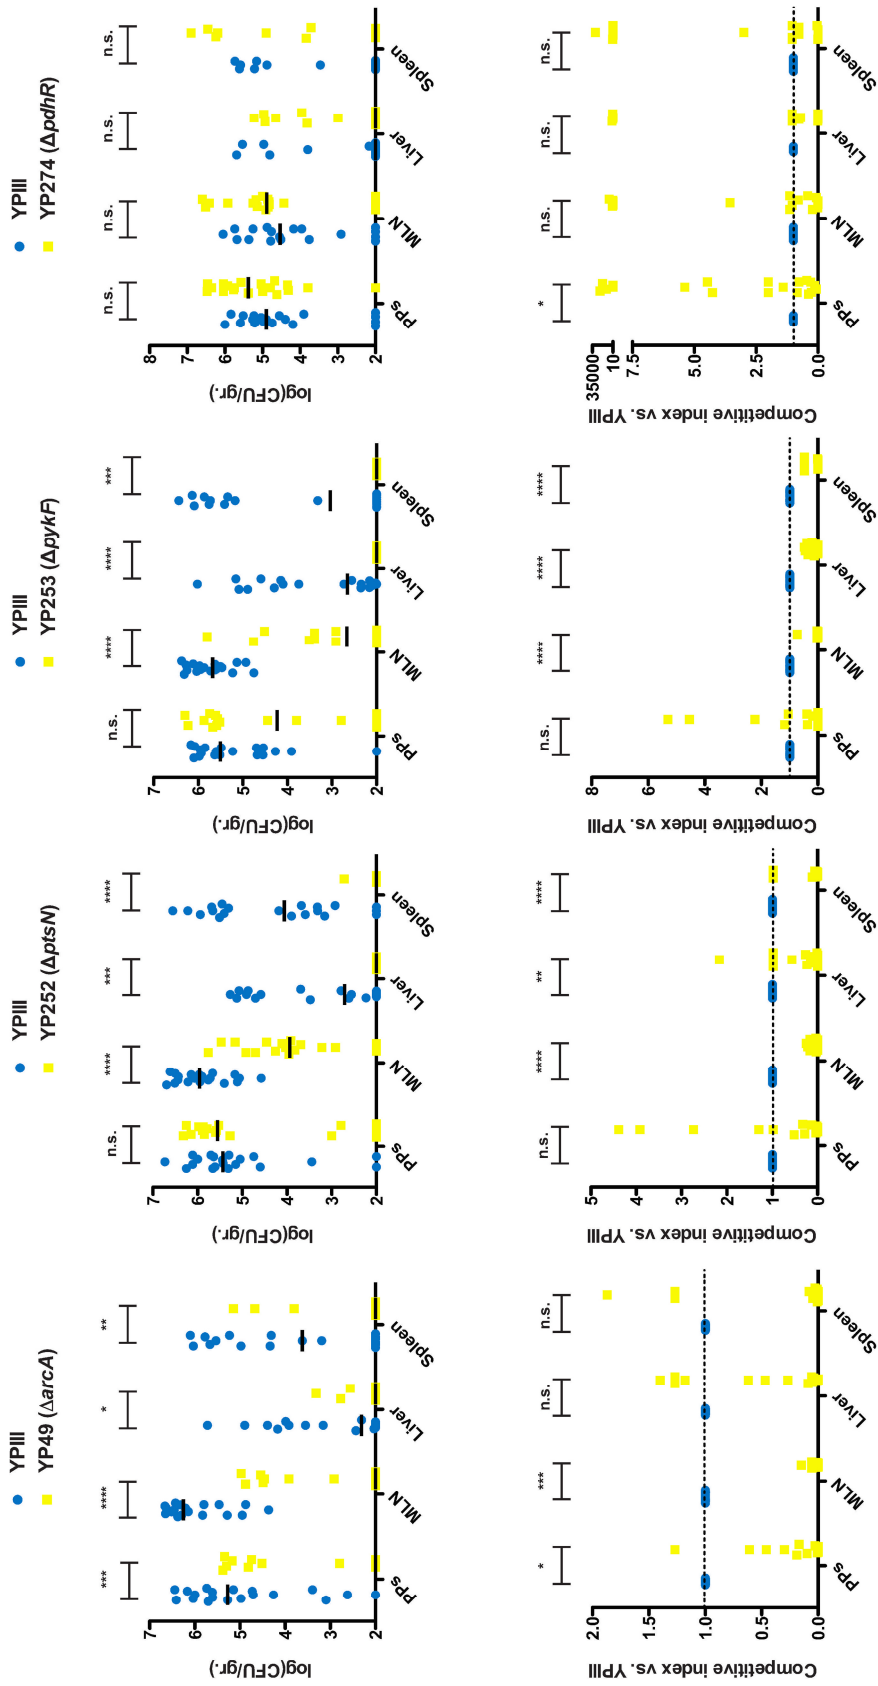 YPIII
YP49 (ΔarcA)
*** **** * **
7
6
5
4
3
2
log(CFU/gr.)
PPs MLN Liver Spleen
YPIII
YP252 (ΔptsN)
n.s. **** *** ****
7
6
5
4
3
2
log(CFU/gr.)
PPs MLN Liver Spleen
YPIII
YP253 (ΔpykF)
n.s. **** **** ***
7
6
5
4
3
2
log(CFU/gr.)
PPs MLN Liver Spleen
YPIII
YP274 (ΔpdhR)
n.s. n.s. n.s. n.s.
8
7
6
5
4
3
2
log(CFU/gr.)
PPs MLN Liver Spleen
* *** n.s. n.s.
2.0
1.5
1.0
0.5
0.0
Competitive index vs. YPIII
PPs MLN Liver Spleen
n.s. **** ** ****
5
4
3
2
1
0
Competitive index vs. YPIII
PPs MLN Liver Spleen
n.s. **** **** ****
8
6
4
2
0
Competitive index vs. YPIII
PPs MLN Liver Spleen
* n.s. n.s. n.s.
35000
10
7.5
5.0
2.5
0.0
Competitive index vs. YPIII
PPs MLN Liver Spleen